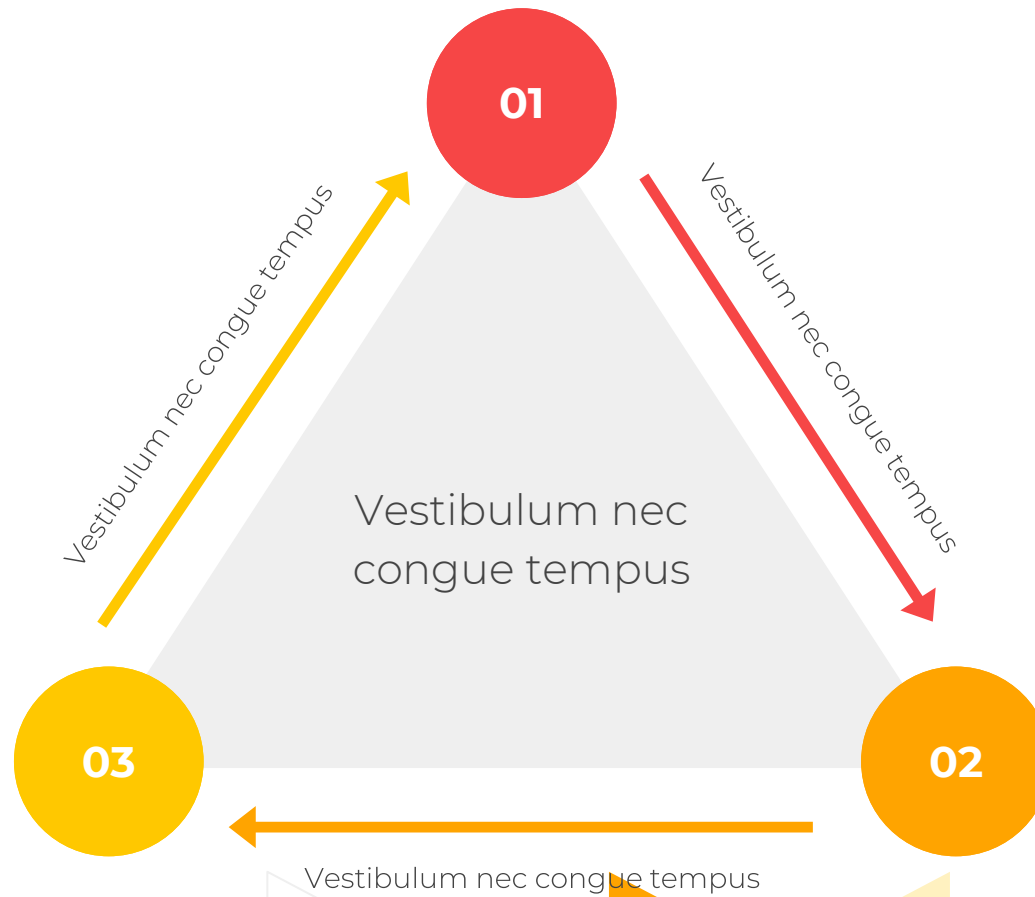 01
Vestibulum nec congue tempus
Vestibulum nec congue tempus
Vestibulum nec
congue tempus
03
02
Vestibulum nec congue tempus